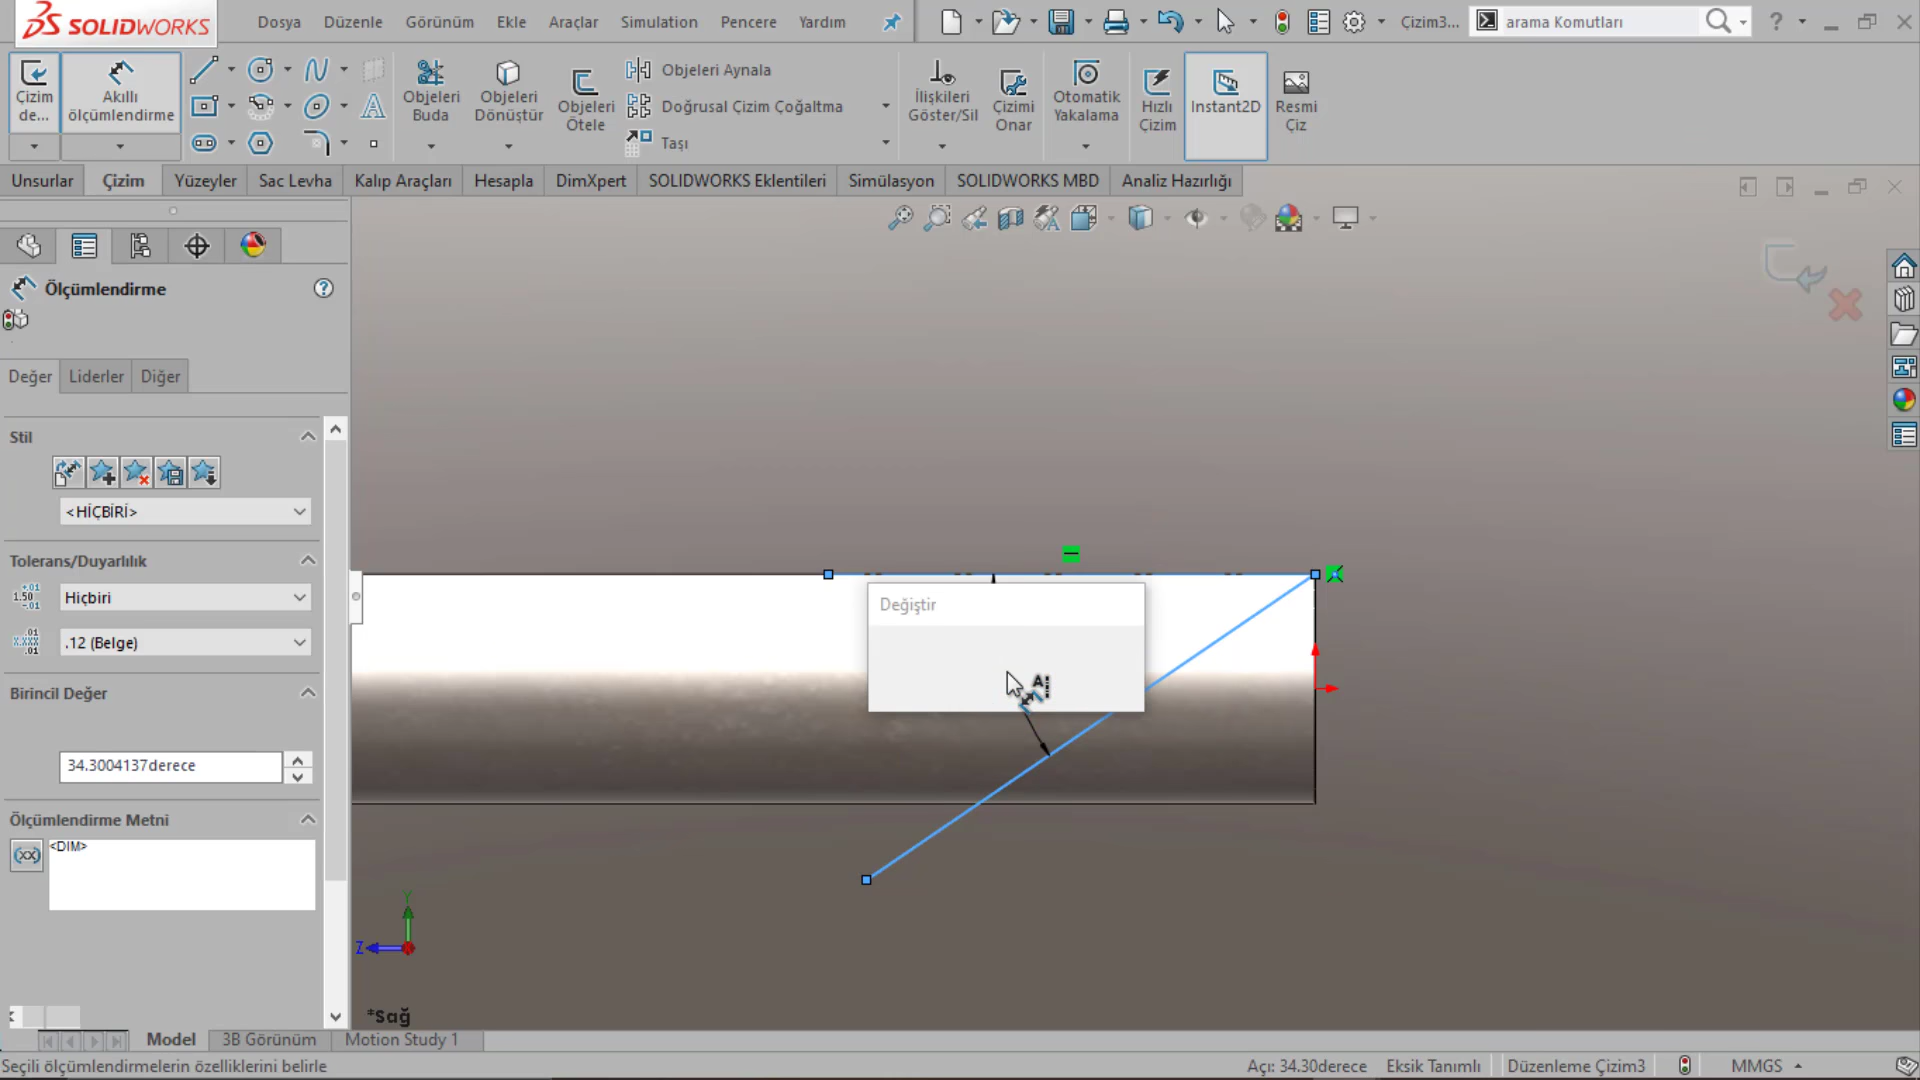 SOLIDWORKS
Dosya Düzenle Görünüm Ekle Araçlar Simulation Pencere Yardım
Çizim3...
arama Komutları
Çizim de...
Akıllı ölçümlendirme
Objeleri Buda
Objeleri Dönüştür
Objeleri Ötele
Objeleri Aynala
Doğrusal Çizim Çoğaltma
Taşı
İlişkileri Göster/Sil
Çizimi Onar
Otomatik Yakalama
Hızlı Çizim
Instant2D
Resmi Çiz
Unsurlar Çizim Yüzeyler Sac Levha Kalıp Araçları Hesapla DimXpert SOLIDWORKS Eklentileri Simülasyon SOLIDWORKS MBD Analiz Hazırlığı
Ölçümlendirme
Değer Liderler Diğer
Stil
<HİÇBİRİ>
Tolerans/Duyarlılık
Hiçbiri
.12 (Belge)
Birincil Değer
34.3004137derece
Ölçümlendirme Metni
<DIM>
Değiştir
Y
Z
*Sağ
Model 3B Görünüm Motion Study 1
Seçili ölçümlendirmelerin özelliklerini belirle
Açı: 34.30derece Eksik Tanımlı Düzenleme Çizim3 MMGS